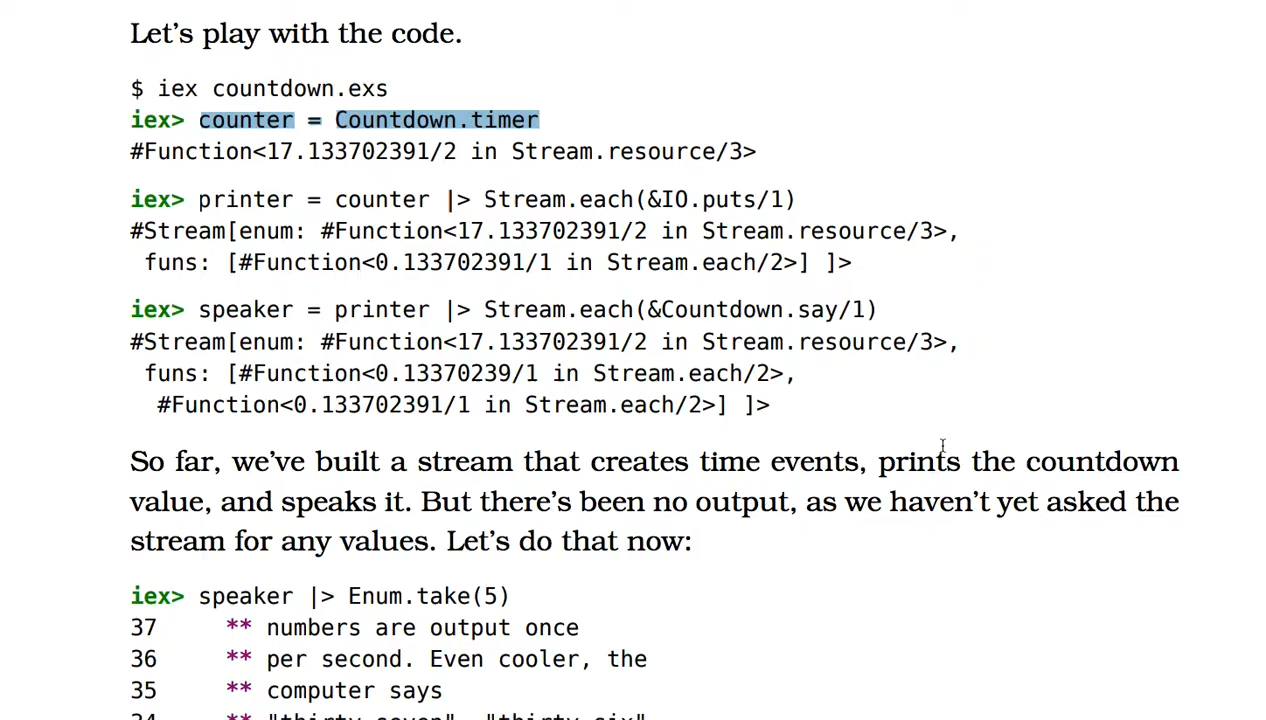 Let’s play with the code.
$ iex countdown.exs
iex> counter = Countdown.timer
#Function<17.133702391/2 in Stream.resource/3>
iex> printer = counter |> Stream.each(&IO.puts/1)
#Stream[enum: #Function<17.133702391/2 in Stream.resource/3>,
 funs: [#Function<0.133702391/1 in Stream.each/2>] ]>
iex> speaker = printer |> Stream.each(&Countdown.say/1)
#Stream[enum: #Function<17.133702391/2 in Stream.resource/3>,
 funs: [#Function<0.13370239/1 in Stream.each/2>,
  #Function<0.133702391/1 in Stream.each/2>] ]>
So far, we’ve built a stream that creates time events, prints the countdown
value, and speaks it. But there’s been no output, as we haven’t yet asked the
stream for any values. Let’s do that now:
iex> speaker |> Enum.take(5)
37     ** numbers are output once
36     ** per second. Even cooler, the
35     ** computer says
34     ** "thirty-seven", "thirty-six"